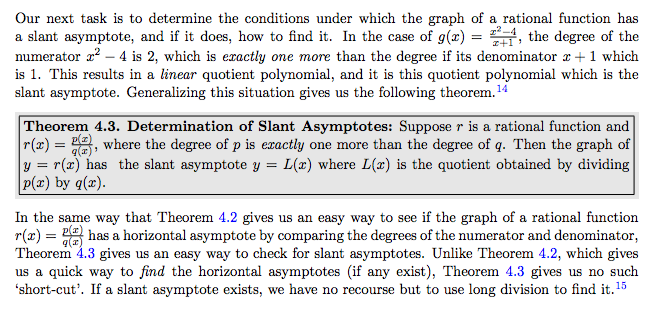 Our next task is to determine the conditions under which the graph of a rational function has
a slant asymptote, and if it does, how to find it. In the case of g(x) = \frac{x^2-4}{x+1}, the degree of the
numerator x² − 4 is 2, which is exactly one more than the degree if its denominator x + 1 which
is 1. This results in a linear quotient polynomial, and it is this quotient polynomial which is the
slant asymptote. Generalizing this situation gives us the following theorem.¹⁴
Theorem 4.3. Determination of Slant Asymptotes: Suppose r is a rational function and
r(x) = \frac{p(x)}{q(x)}, where the degree of p is exactly one more than the degree of q. Then the graph of
y = r(x) has the slant asymptote y = L(x) where L(x) is the quotient obtained by dividing
p(x) by q(x).
In the same way that Theorem 4.2 gives us an easy way to see if the graph of a rational function
r(x) = \frac{p(x)}{q(x)} has a horizontal asymptote by comparing the degrees of the numerator and denominator,
Theorem 4.3 gives us an easy way to check for slant asymptotes. Unlike Theorem 4.2, which gives
us a quick way to find the horizontal asymptotes (if any exist), Theorem 4.3 gives us no such
‘short-cut’. If a slant asymptote exists, we have no recourse but to use long division to find it.¹⁵